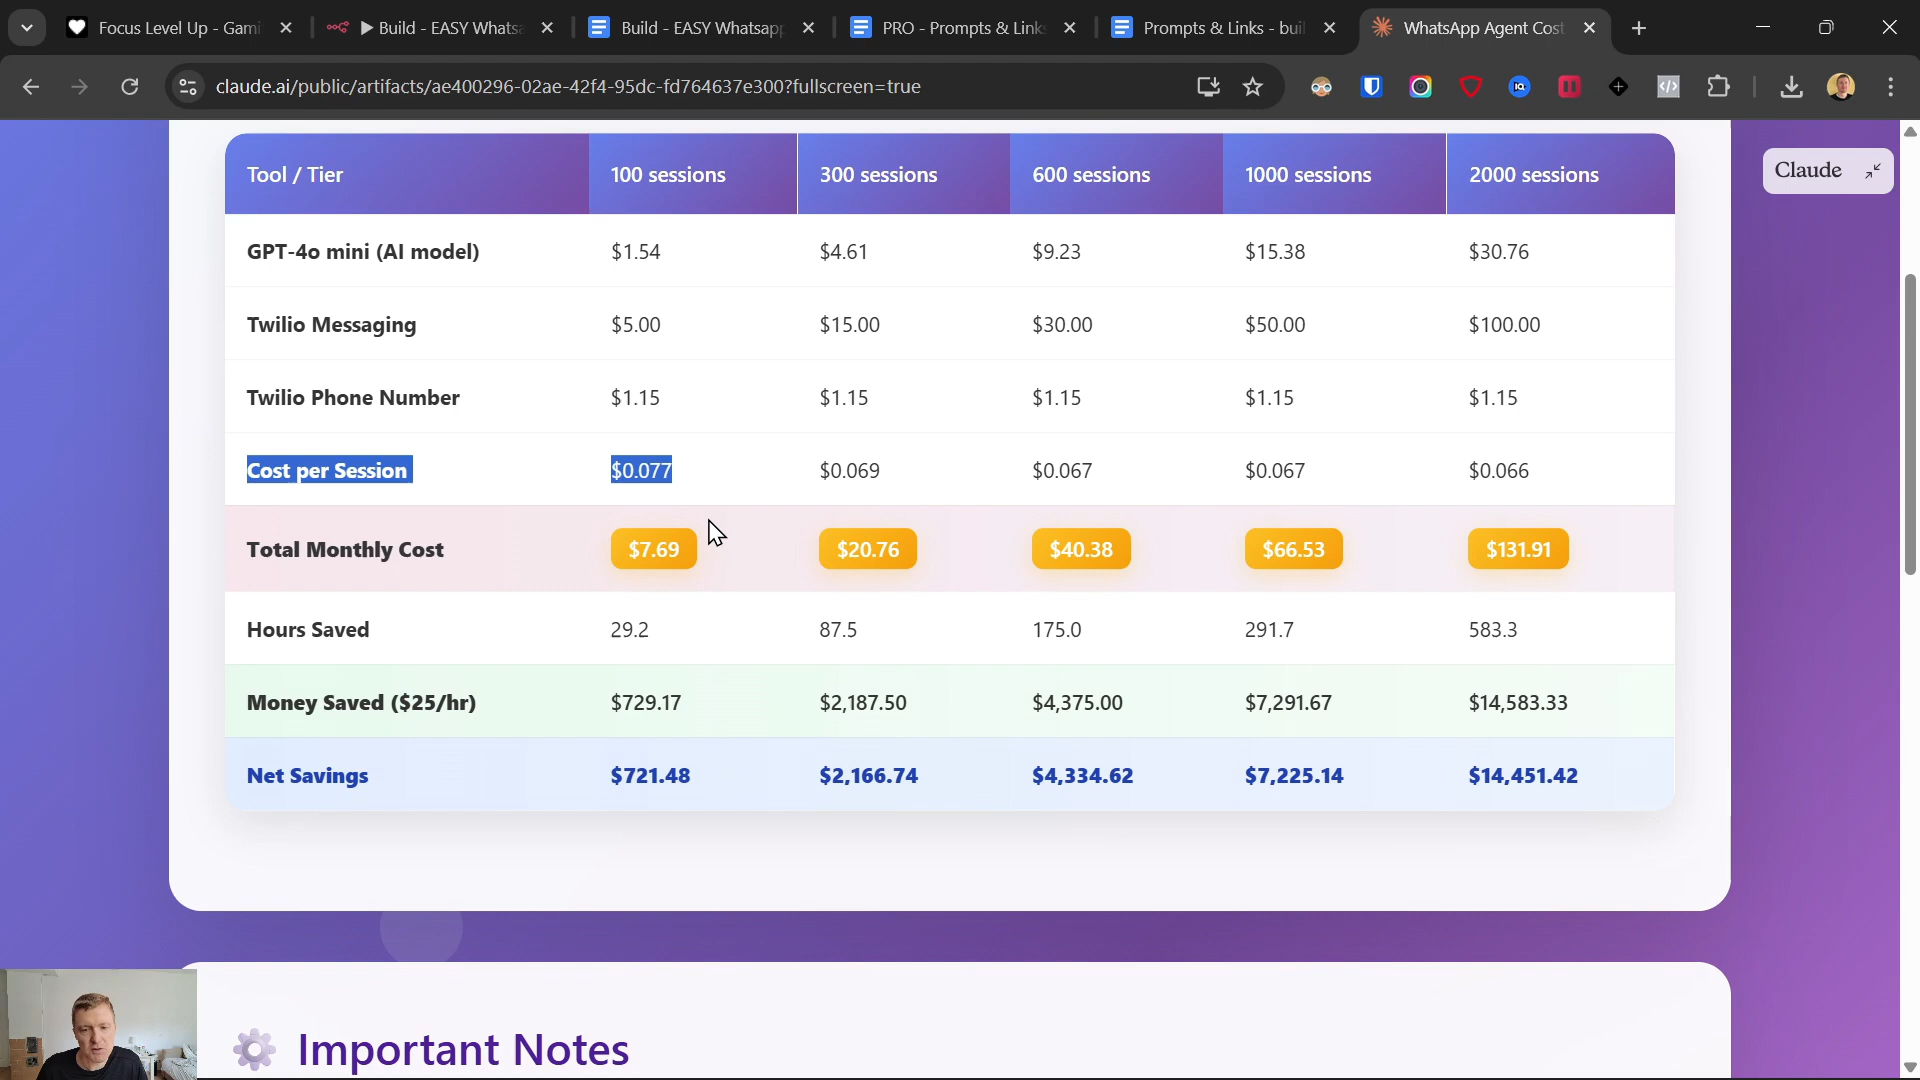 Focus Level Up - Gami
▶ Build - EASY Whatsa
Build - EASY Whatsapp
PRO - Prompts & Links
Prompts & Links - buil
WhatsApp Agent Cost
claude.ai/public/artifacts/ae400296-02ae-42f4-95dc-fd764637e300?fullscreen=true
Claude
Tool / Tier 100 sessions 300 sessions 600 sessions 1000 sessions 2000 sessions
GPT-4o mini (AI model) $1.54 $4.61 $9.23 $15.38 $30.76
Twilio Messaging $5.00 $15.00 $30.00 $50.00 $100.00
Twilio Phone Number $1.15 $1.15 $1.15 $1.15 $1.15
Cost per Session $0.077 $0.069 $0.067 $0.067 $0.066
Total Monthly Cost $7.69 $20.76 $40.38 $66.53 $131.91
Hours Saved 29.2 87.5 175.0 291.7 583.3
Money Saved ($25/hr) $729.17 $2,187.50 $4,375.00 $7,291.67 $14,583.33
Net Savings $721.48 $2,166.74 $4,334.62 $7,225.14 $14,451.42
Important Notes